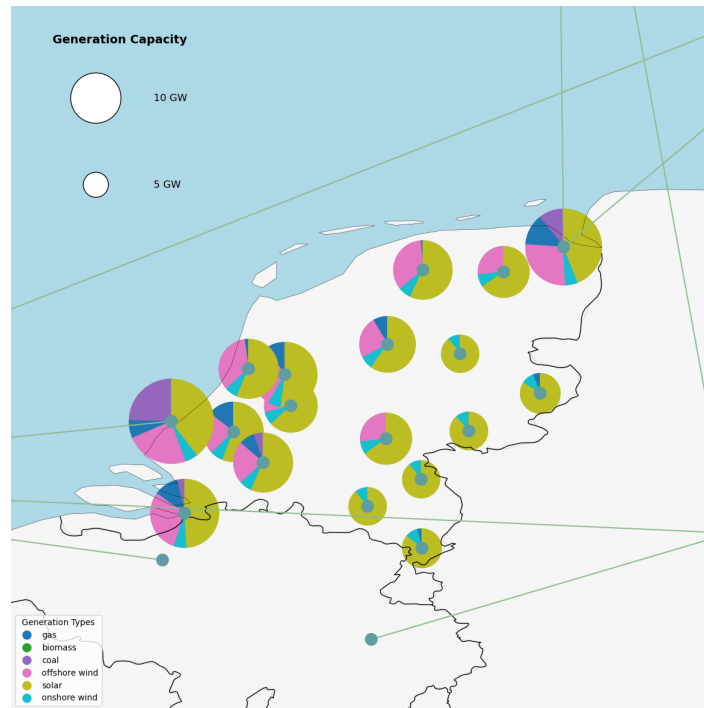 Generation Capacity
10 GW
5 GW
Generation Types
gas
biomass
coal
offshore wind
solar
onshore wind